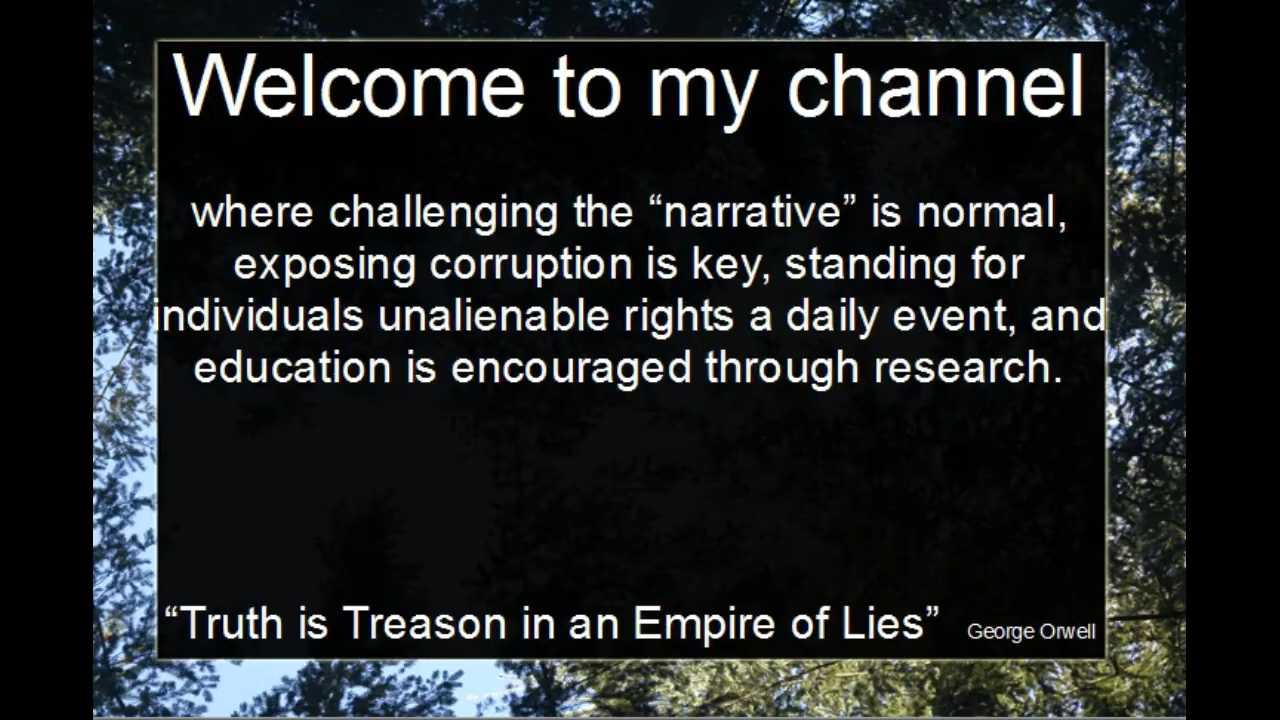 Welcome to my channel
where challenging the “narrative” is normal,
exposing corruption is key, standing for
individuals unalienable rights a daily event, and
education is encouraged through research.
“Truth is Treason in an Empire of Lies” George Orwell